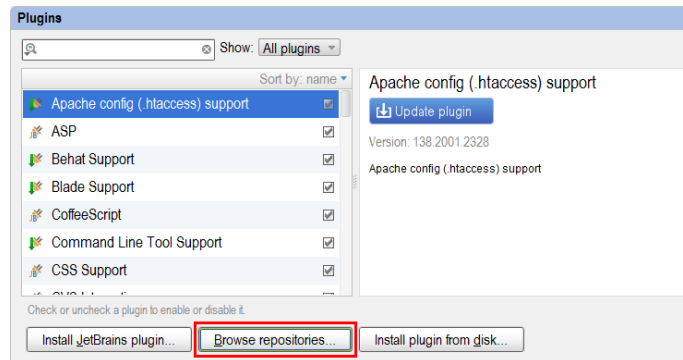 Plugins
Show: All plugins
Sort by: name
Apache config (.htaccess) support
ASP
Behat Support
Blade Support
CoffeeScript
Command Line Tool Support
CSS Support
Apache config (.htaccess) support
Update plugin
Version: 138.2001.2328
Apache config (.htaccess) support
Check or uncheck a plugin to enable or disable it.
Install JetBrains plugin...
Browse repositories...
Install plugin from disk...